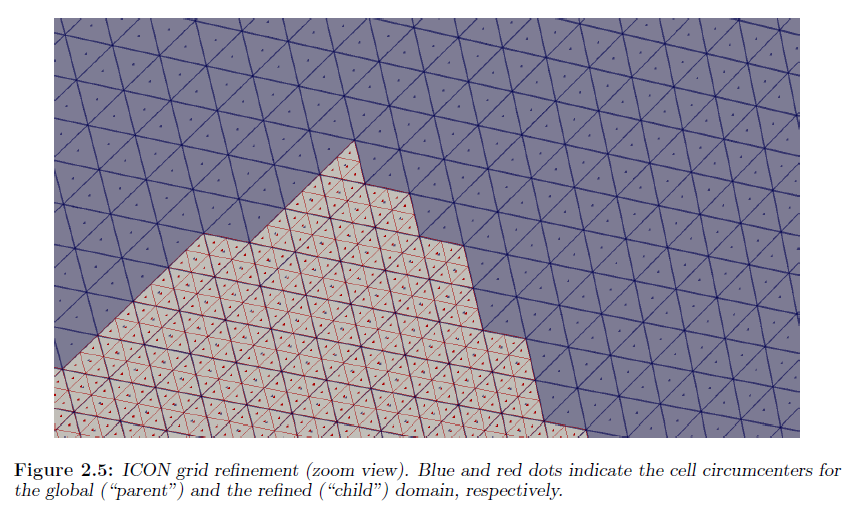 Figure 2.5: ICON grid refinement (zoom view). Blue and red dots indicate the cell circumcenters for
the global (“parent”) and the refined (“child”) domain, respectively.